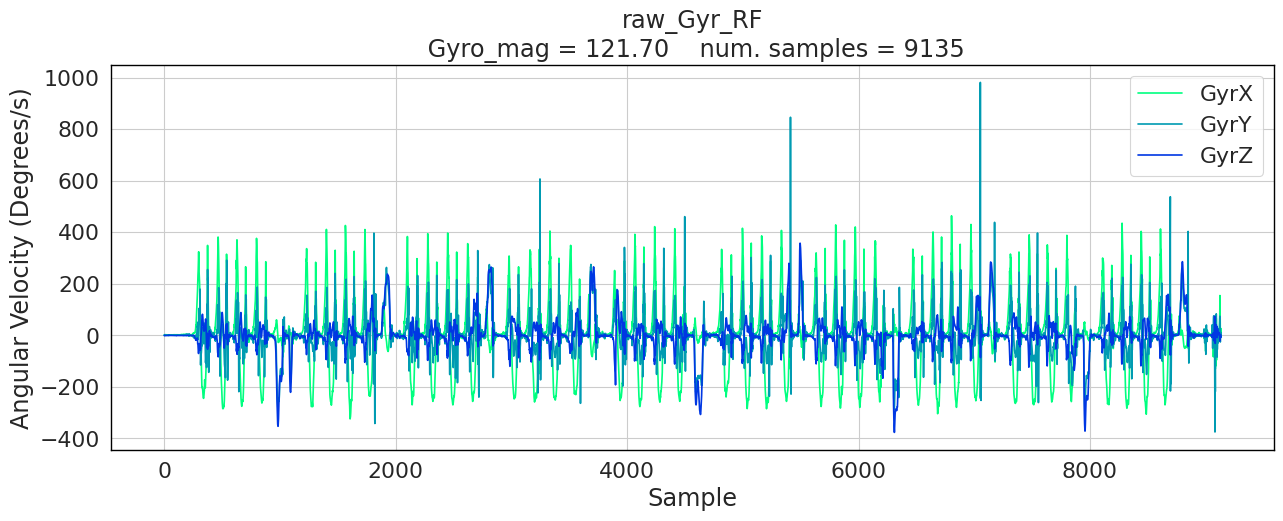 raw_Gyr_RF
Gyro_mag = 121.70    num. samples = 9135
Angular Velocity (Degrees/s)
1000
800
600
400
200
0
−200
−400
GyrX
GyrY
GyrZ
0 2000 4000 6000 8000
Sample